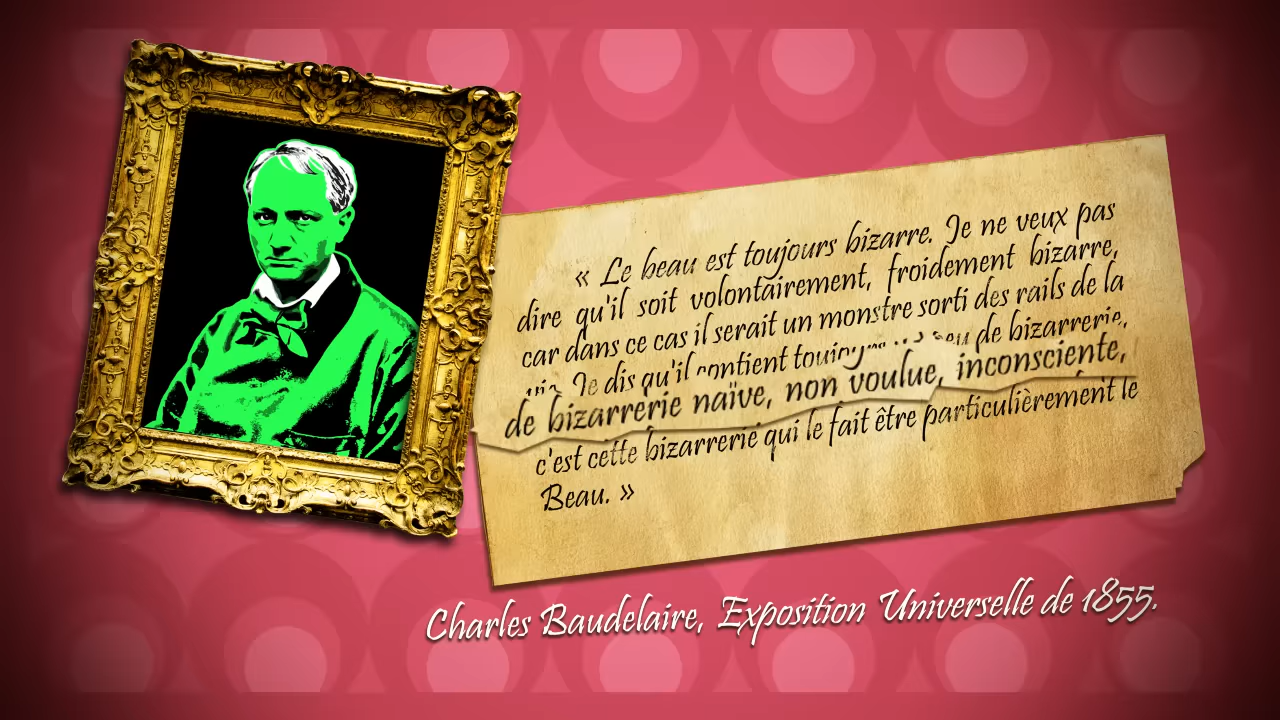 « Le beau est toujours bizarre. Je ne veux pas
dire qu'il soit volontairement, froidement bizarre,
car dans ce cas il serait un monstre sorti des rails de la
Je dis qu'il contient toujours de bizarrerie,
de bizarrerie naïve, non voulue, inconsciente,
c'est cette bizarrerie qui le fait être particulièrement le
Beau. »
Charles Baudelaire, Exposition Universelle de 1855.